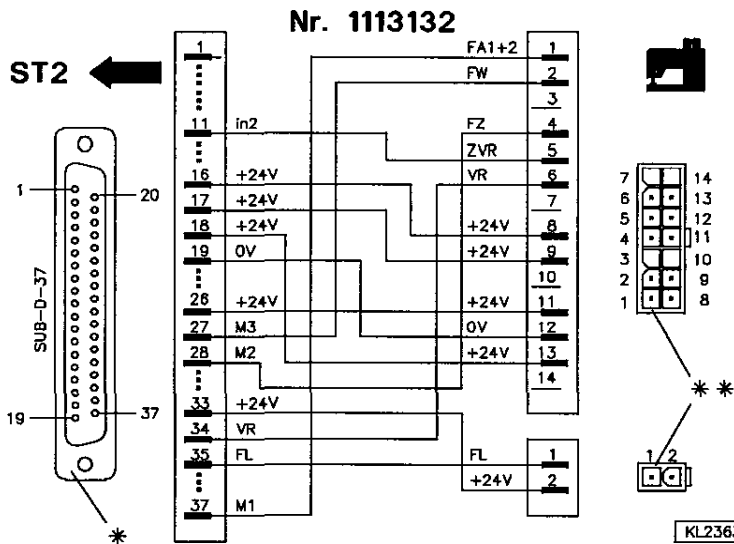 Nr. 1113132
ST2
SUB-D-37
1
20
19
37
*
1
11 in2
16 +24V
17 +24V
18 +24V
19 0V
26 +24V
27 M3
28 M2
33 +24V
34 VR
35 FL
37 M1
FA1+2 1
FW 2
3
FZ 4
ZVR 5
VR 6
7
+24V 8
+24V 9
10
+24V 11
0V 12
+24V 13
14
FL 1
+24V 2
7 14
6 13
5 12
4 11
3 10
2 9
1 8
* *
1 2